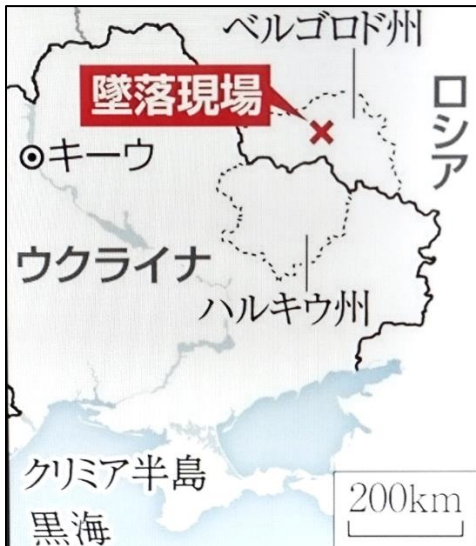 ベルゴロド州
墜落現場
ロシア
キーウ
ウクライナ
ハルキウ州
クリミア半島
黒海
200km